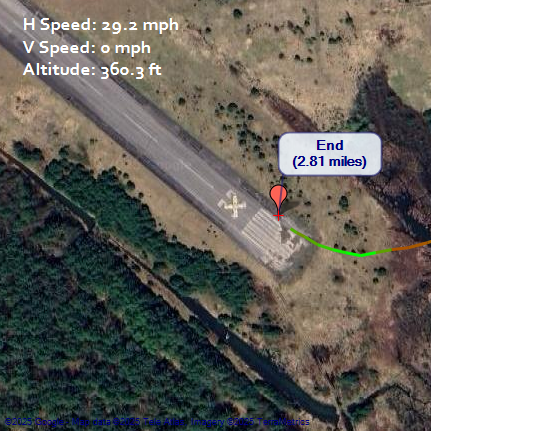 H Speed: 29.2 mph
V Speed: 0 mph
Altitude: 360.3 ft
End
(2.81 miles)